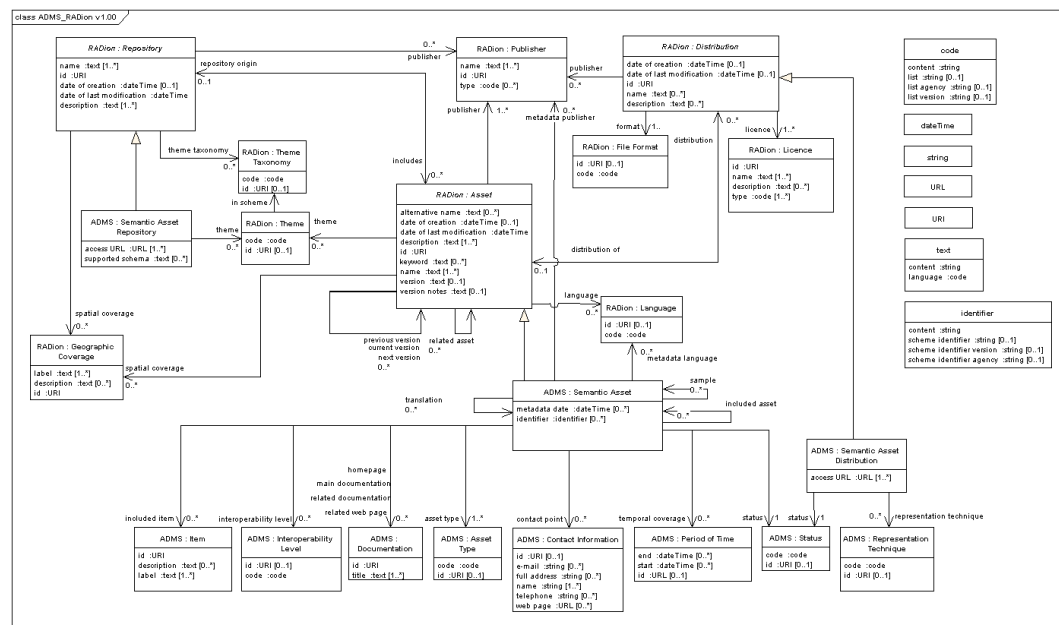 class ADMS_RADion v1.00
RADion : Repository
name :text [1..*]
id :URI
date of creation :dateTime [0..1]
date of last modification :dateTime
description :text [1..*]
0..*
publisher
repository origin
0..1
RADion : Publisher
name :text [1..*]
id :URI
type :code [0..*]
publisher
0..*
RADion : Distribution
date of creation :dateTime [0..1]
date of last modification :dateTime [0..1]
id :URI
name :text [0..*]
description :text [0..*]
publisher
1..*
0..*
metadata publisher
0..*
format
1..
distribution
licence
1..*
code
content :string
list :string [0..1]
list agency :string [0..1]
list version :string [0..1]
dateTime
string
URL
URI
text
content :string
language :code
identifier
content :string
scheme identifier :string [0..1]
scheme identifier version :string [0..1]
scheme identifier agency :string [0..1]
theme taxonomy
0..*
RADion : Theme
Taxonomy
code :code
id :URI [0..1]
in scheme
includes
0..*
RADion : File Format
id :URI [0..1]
code :code
RADion : Licence
id :URI
name :text [1..*]
description :text [0..*]
type :code [0..*]
ADMS : Semantic Asset
Repository
access URL :URL [1..*]
supported schema :text [0..*]
theme
0..*
RADion : Theme
code :code
id :URI [0..1]
theme
0..*
RADion : Asset
alternative name :text [0..*]
date of creation :dateTime [0..1]
date of last modification :dateTime
description :text [1..*]
id :URI
keyword :text [0..*]
name :text [1..*]
version :text [0..1]
version notes :text [0..1]
distribution of
0..1
language
0..*
RADion : Language
id :URI [0..1]
code :code
spatial coverage
0..*
previous version
current version
next version
0..*
related asset
0..*
RADion : Geographic
Coverage
label :text [1..*]
description :text [0..*]
id :URI
spatial coverage
0..*
metadata language
0..*
translation
0..*
ADMS : Semantic Asset
metadata date :dateTime [0..*]
identifier :identifier [0..*]
sample
0..*
included asset
0..*
ADMS : Semantic Asset
Distribution
access URL :URL [1..*]
homepage
main documentation
related documentation
related web page
0..*
included item
0..*
interoperability level
0..*
asset type
1..*
contact point
0..*
temporal coverage
0..*
status
1
status
1
0..*
representation technique
ADMS : Item
id :URI
description :text [0..*]
label :text [1..*]
ADMS : Interoperability
Level
id :URI [0..1]
code :code
ADMS :
Documentation
id :URI
title :text [1..*]
ADMS : Asset
Type
code :code
id :URI [0..1]
ADMS : Contact Information
id :URI [0..1]
e-mail :string [0..*]
full address :string [0..*]
name :string [1..*]
telephone :string [0..*]
web page :URL [0..*]
ADMS : Period of Time
end :dateTime [0..*]
start :dateTime [0..*]
id :URL [0..1]
ADMS : Status
code :code
id :URI [0..1]
ADMS : Representation
Technique
code :code
id :URI [0..1]